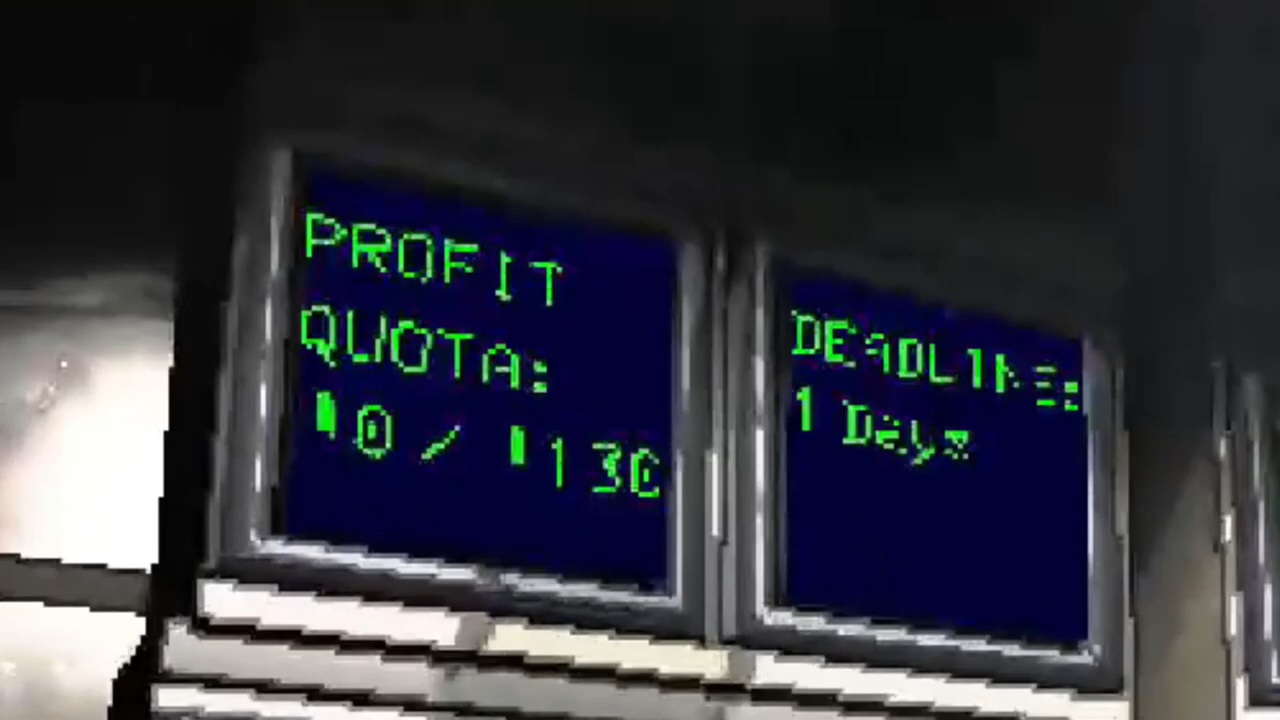 PROFIT
QUOTA:
▮0 / ▮130
DEADLINE:
1 Days